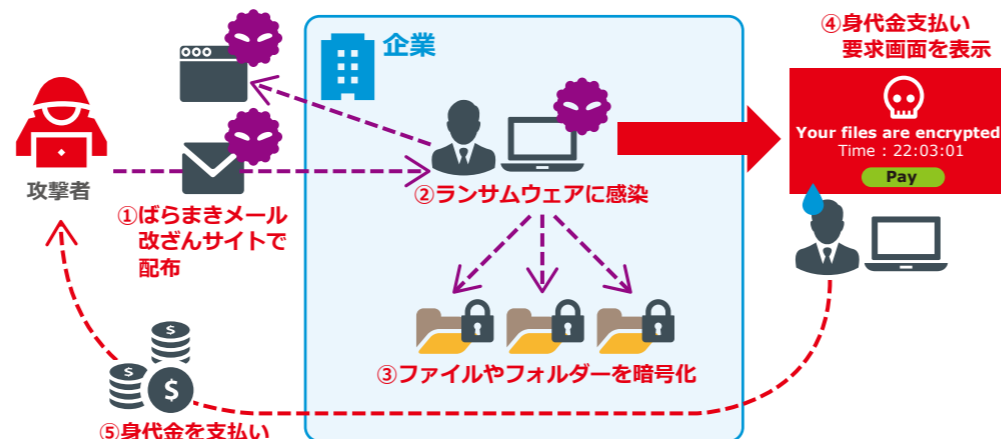 企業
④身代金支払い
要求画面を表示
Your files are encrypted
Time : 22:03:01
Pay
攻撃者
①ばらまきメール
改ざんサイトで
配布
②ランサムウェアに感染
③ファイルやフォルダーを暗号化
⑤身代金を支払い